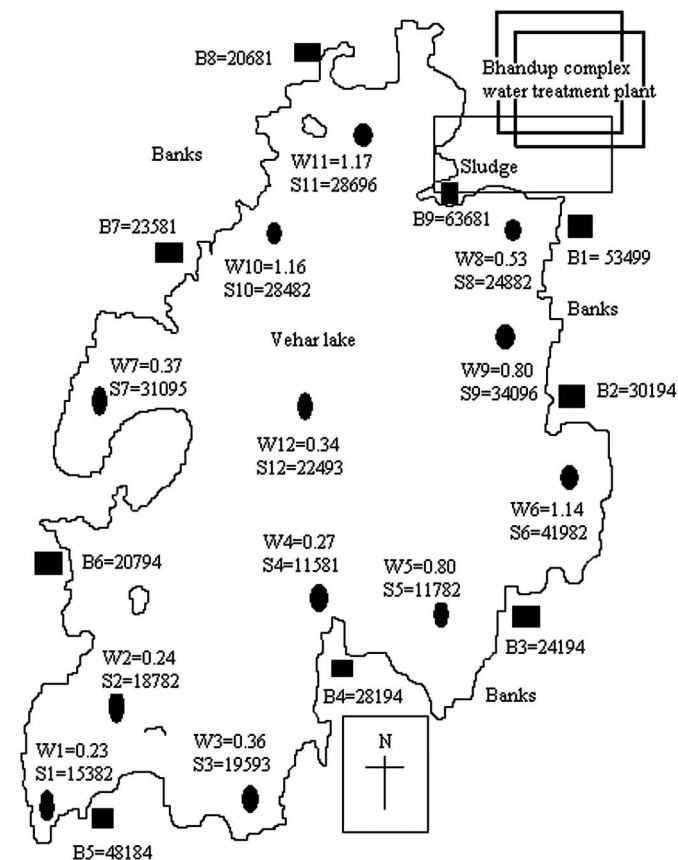 B8=20681
Bhandup complex
water treatment plant
Banks
W11=1.17
S11=28696
Sludge
B7=23581
B9=63681
W10=1.16
S10=28482
W8=0.53
S8=24882
B1= 53499
Banks
Vehar lake
W7=0.37
S7=31095
W9=0.80
S9=34096
B2=30194
W12=0.34
S12=22493
W6=1.14
S6=41982
B6=20794
W4=0.27
S4=11581
W5=0.80
S5=11782
B3=24194
W2=0.24
S2=18782
B4=28194
Banks
W1=0.23
S1=15382
W3=0.36
S3=19593
N
B5=48184